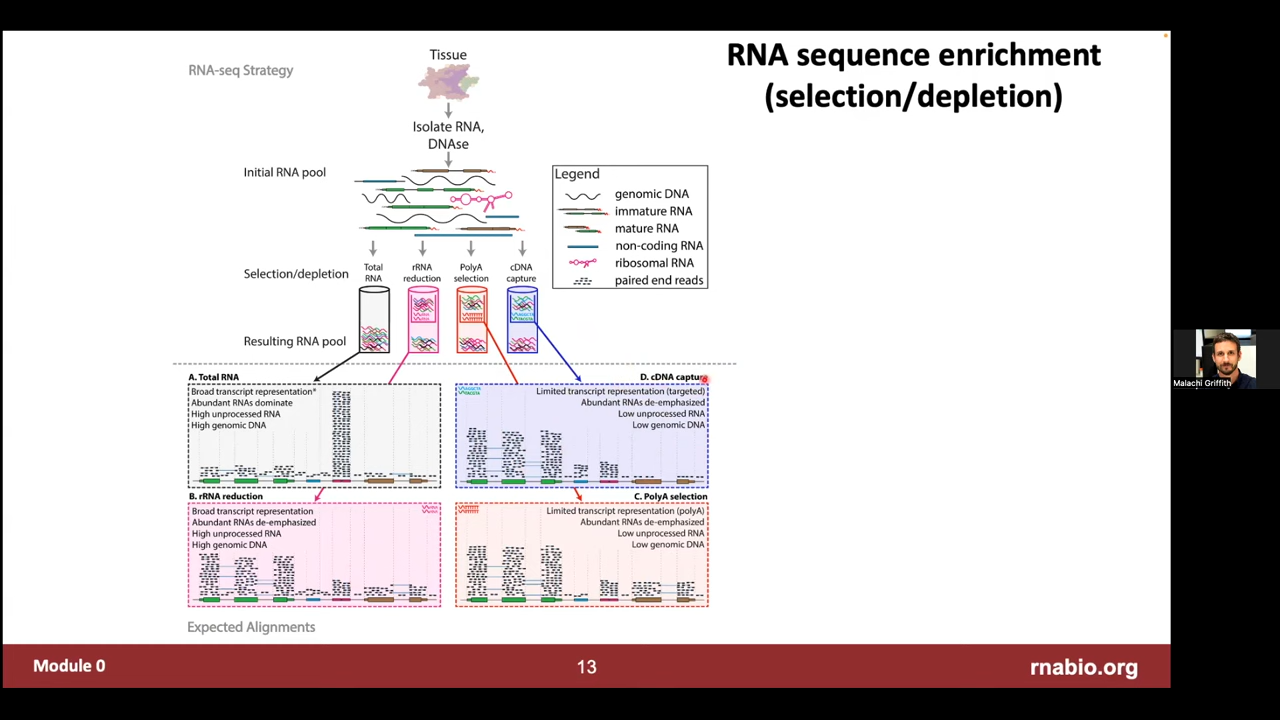 RNA sequence enrichment
(selection/depletion)
RNA-seq Strategy
Tissue
Isolate RNA,
DNAse
Initial RNA pool
Legend
genomic DNA
immature RNA
mature RNA
non-coding RNA
ribosomal RNA
paired end reads
Selection/depletion
Total
RNA
rRNA
reduction
PolyA
selection
cDNA
capture
Resulting RNA pool
A. Total RNA
Broad transcript representation*
Abundant RNAs dominate
High unprocessed RNA
High genomic DNA
D. cDNA capture
Limited transcript representation (targeted)
Abundant RNAs de-emphasized
Low unprocessed RNA
Low genomic DNA
B. rRNA reduction
Broad transcript representation
Abundant RNAs de-emphasized
High unprocessed RNA
High genomic DNA
C. PolyA selection
Limited transcript representation (polyA)
Abundant RNAs de-emphasized
Low unprocessed RNA
Low genomic DNA
Expected Alignments
Malachi Griffith
Module 0
13
rnabio.org